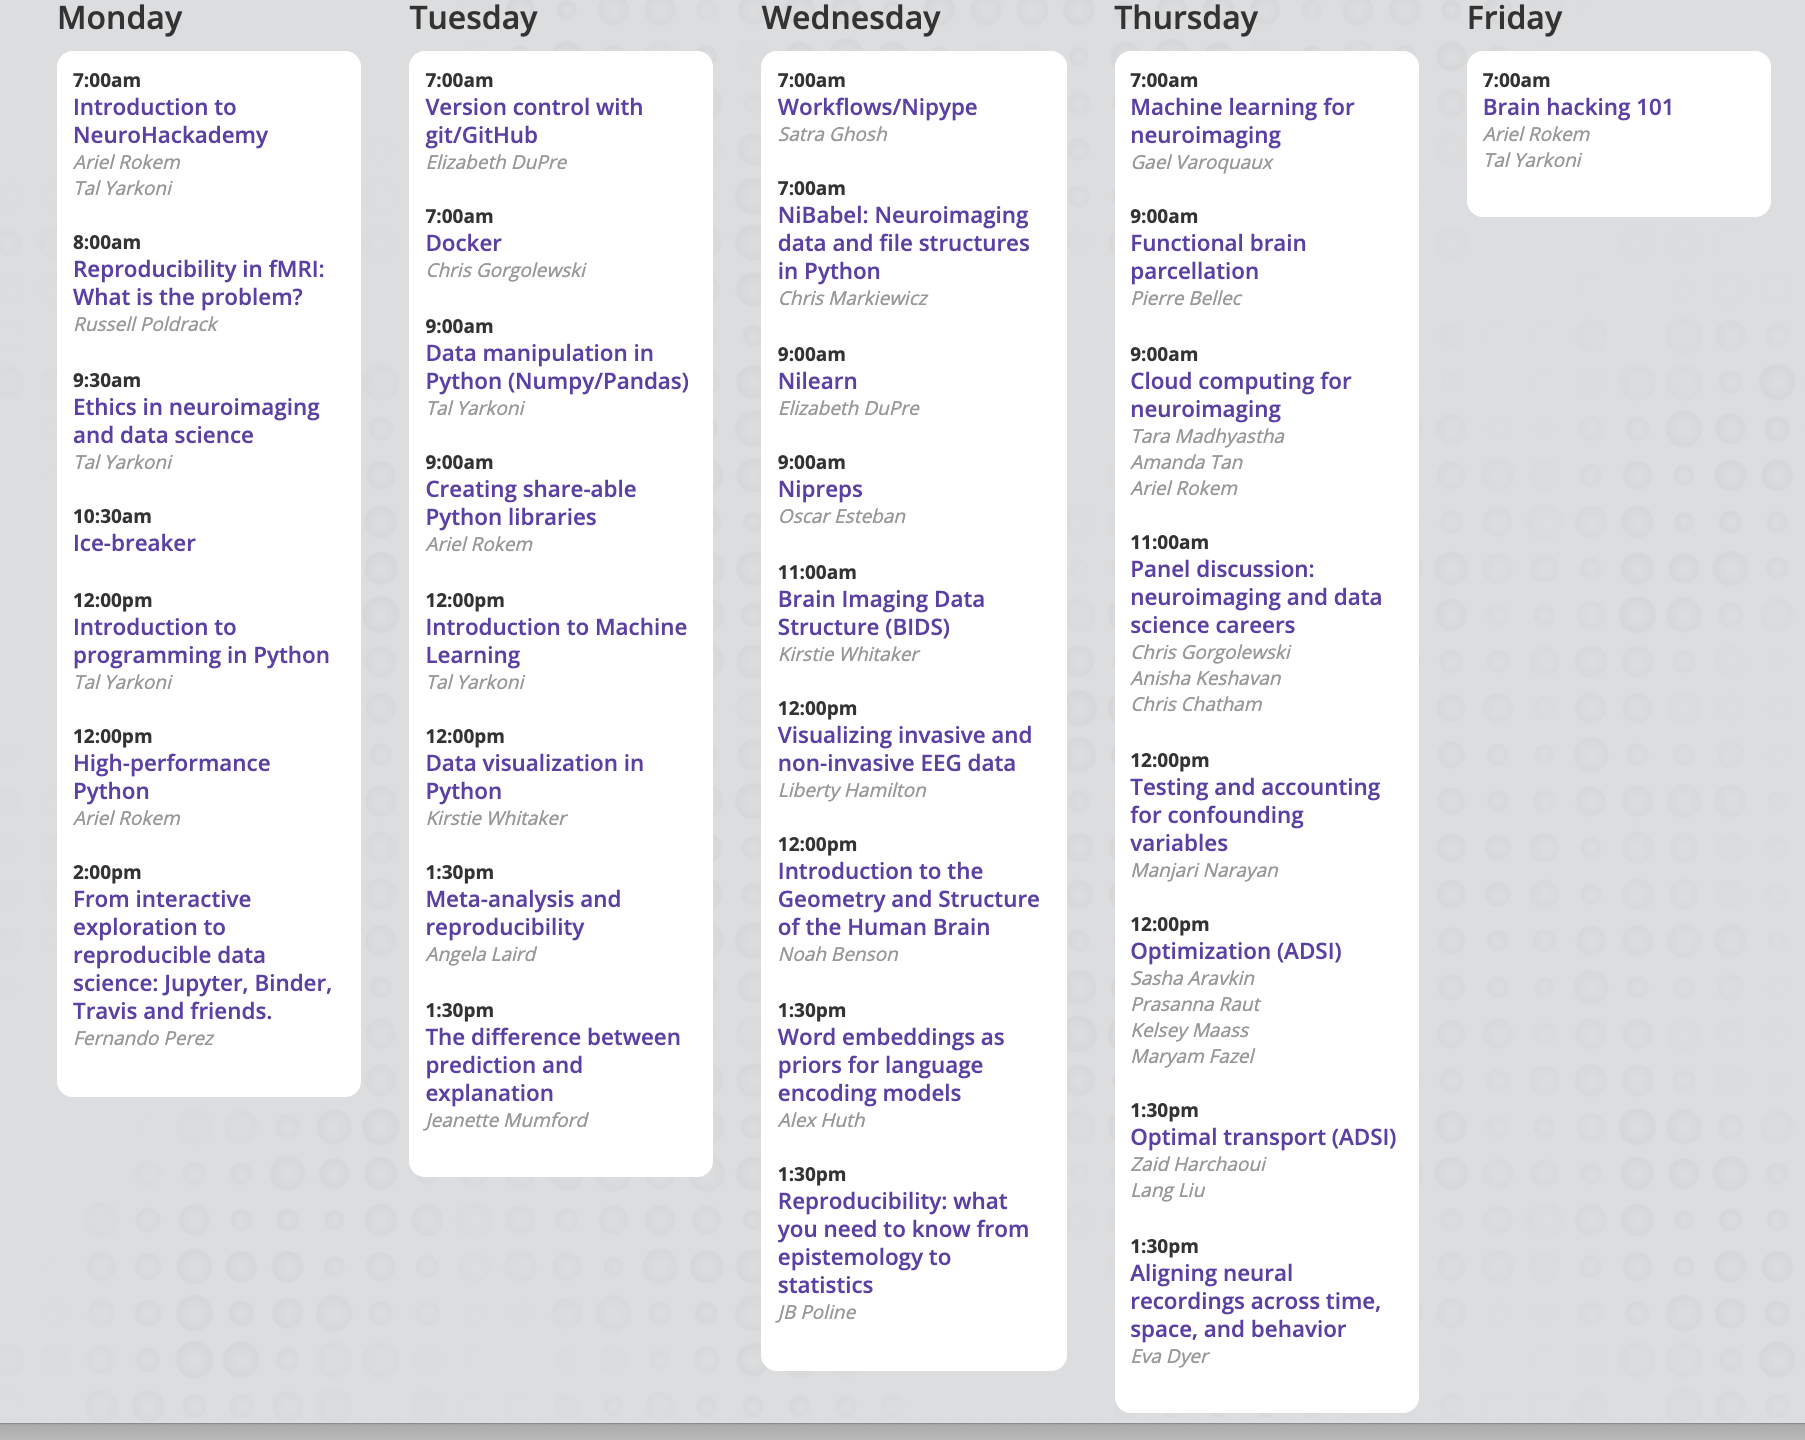 Monday
7:00am
Introduction to
NeuroHackademy
Ariel Rokem
Tal Yarkoni
8:00am
Reproducibility in fMRI:
What is the problem?
Russell Poldrack
9:30am
Ethics in neuroimaging
and data science
Tal Yarkoni
10:30am
Ice-breaker
12:00pm
Introduction to
programming in Python
Tal Yarkoni
12:00pm
High-performance
Python
Ariel Rokem
2:00pm
From interactive
exploration to
reproducible data
science: Jupyter, Binder,
Travis and friends.
Fernando Perez
Tuesday
7:00am
Version control with
git/GitHub
Elizabeth DuPre
7:00am
Docker
Chris Gorgolewski
9:00am
Data manipulation in
Python (Numpy/Pandas)
Tal Yarkoni
9:00am
Creating share-able
Python libraries
Ariel Rokem
12:00pm
Introduction to Machine
Learning
Tal Yarkoni
12:00pm
Data visualization in
Python
Kirstie Whitaker
1:30pm
Meta-analysis and
reproducibility
Angela Laird
1:30pm
The difference between
prediction and
explanation
Jeanette Mumford
Wednesday
7:00am
Workflows/Nipype
Satra Ghosh
7:00am
NiBabel: Neuroimaging
data and file structures
in Python
Chris Markiewicz
9:00am
Nilearn
Elizabeth DuPre
9:00am
Nipreps
Oscar Esteban
11:00am
Brain Imaging Data
Structure (BIDS)
Kirstie Whitaker
12:00pm
Visualizing invasive and
non-invasive EEG data
Liberty Hamilton
12:00pm
Introduction to the
Geometry and Structure
of the Human Brain
Noah Benson
1:30pm
Word embeddings as
priors for language
encoding models
Alex Huth
1:30pm
Reproducibility: what
you need to know from
epistemology to
statistics
JB Poline
Thursday
7:00am
Machine learning for
neuroimaging
Gael Varoquaux
9:00am
Functional brain
parcellation
Pierre Bellec
9:00am
Cloud computing for
neuroimaging
Tara Madhyastha
Amanda Tan
Ariel Rokem
11:00am
Panel discussion:
neuroimaging and data
science careers
Chris Gorgolewski
Anisha Keshavan
Chris Chatham
12:00pm
Testing and accounting
for confounding
variables
Manjari Narayan
12:00pm
Optimization (ADSI)
Sasha Aravkin
Prasanna Raut
Kelsey Maass
Maryam Fazel
1:30pm
Optimal transport (ADSI)
Zaid Harchaoui
Lang Liu
1:30pm
Aligning neural
recordings across time,
space, and behavior
Eva Dyer
Friday
7:00am
Brain hacking 101
Ariel Rokem
Tal Yarkoni